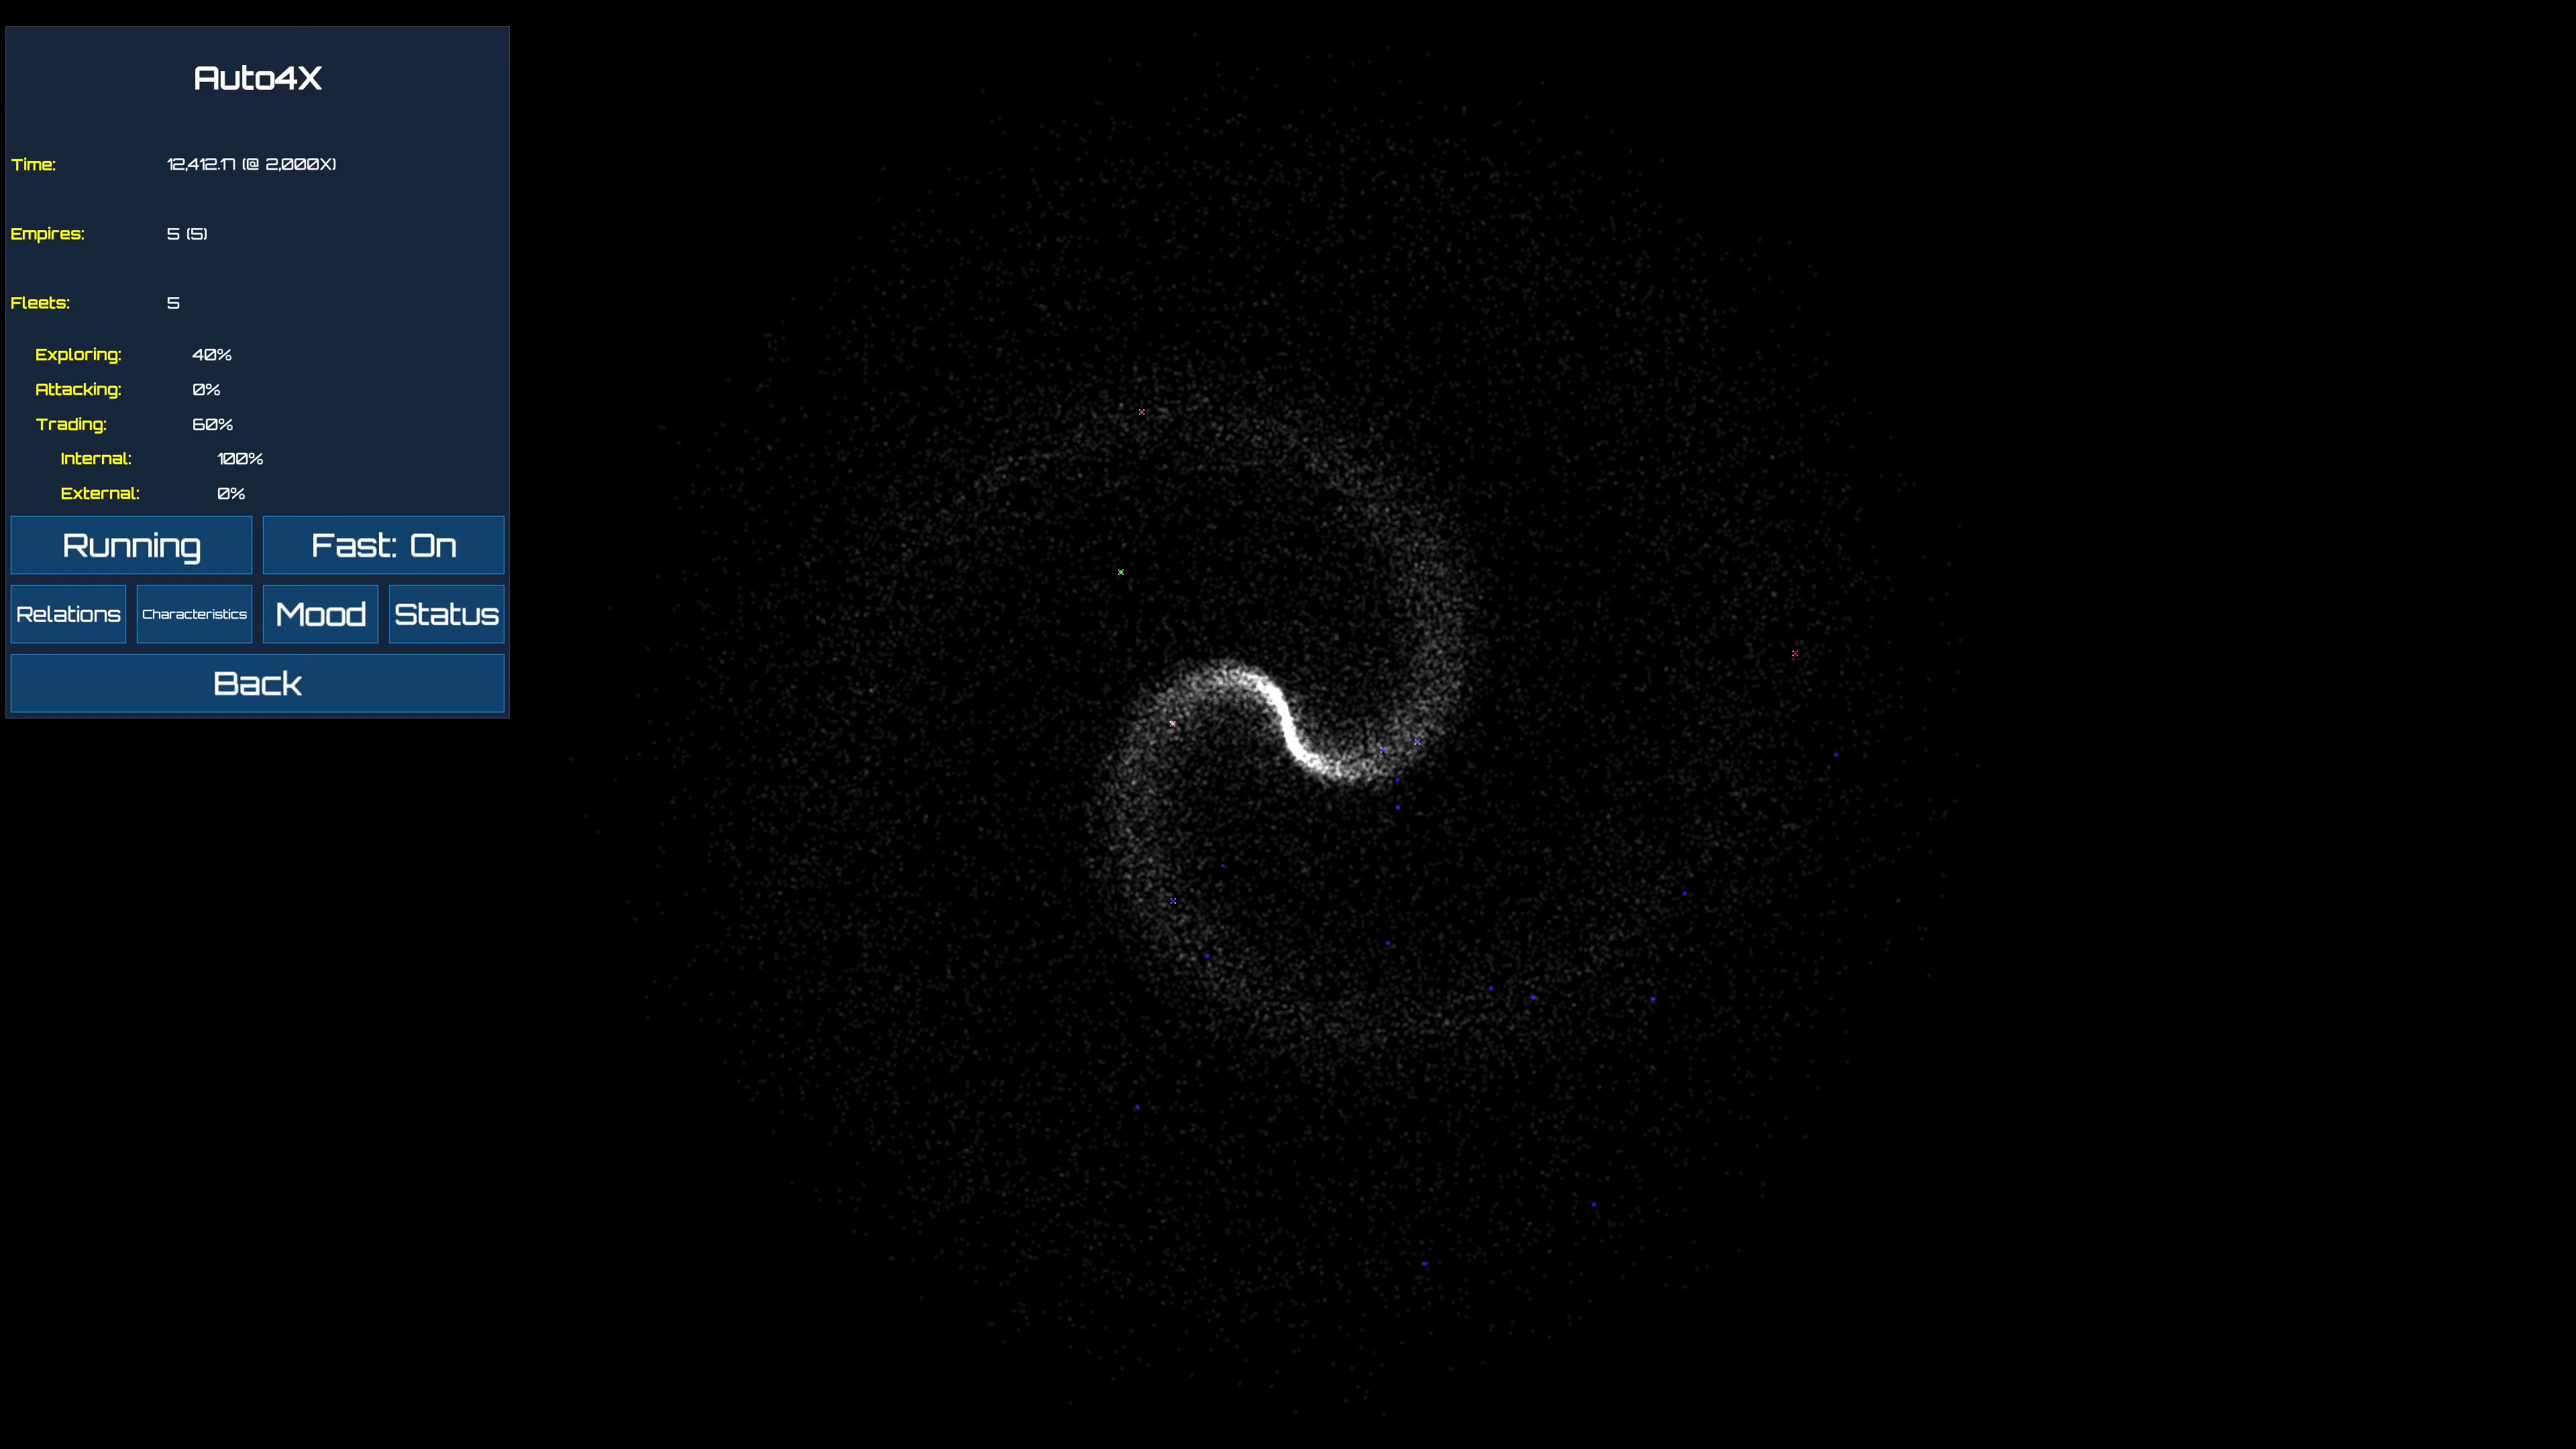 Auto4X
Time: 12,412.17 (@ 2,000X)
Empires: 5 (5)
Fleets: 5
Exploring: 40%
Attacking: 0%
Trading: 60%
Internal: 100%
External: 0%
Running Fast: On
Relations Characteristics Mood Status
Back